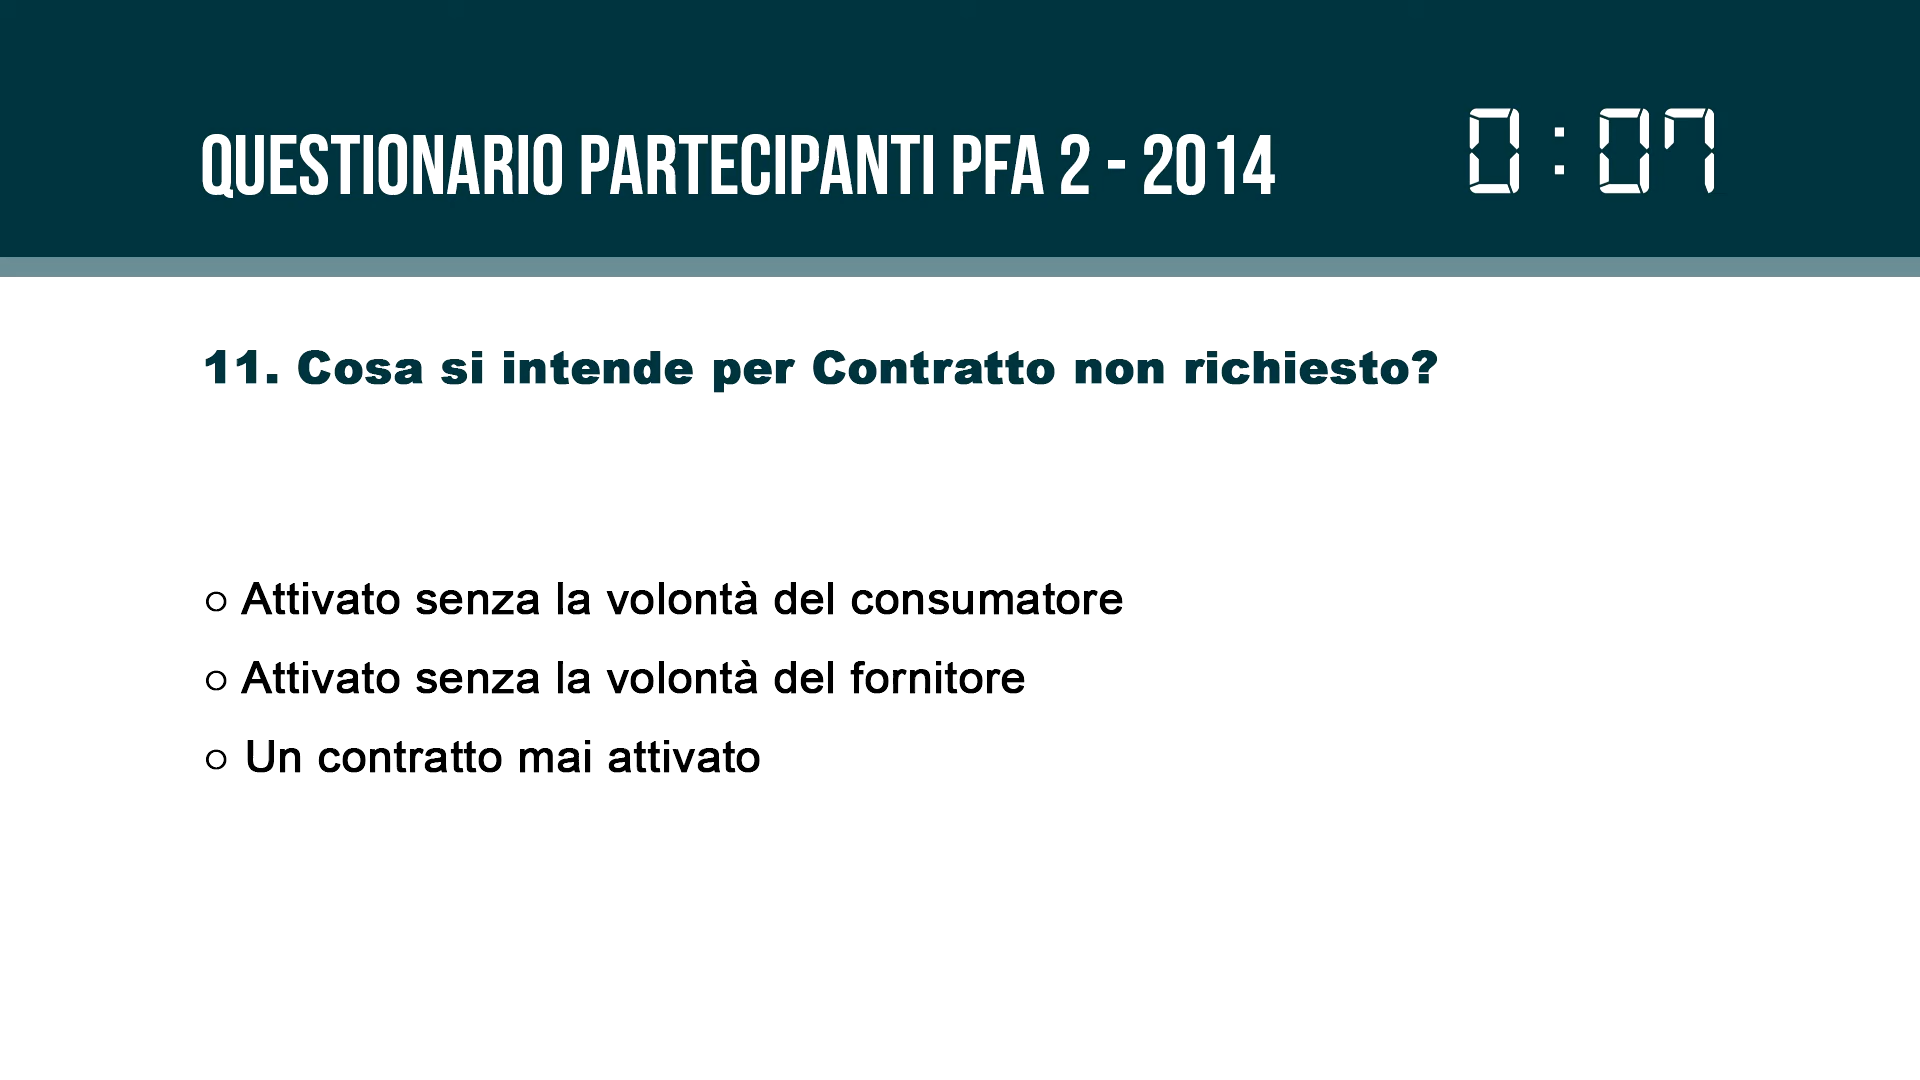 QUESTIONARIO PARTECIPANTI PFA 2 - 2014
0:07
11. Cosa si intende per Contratto non richiesto?
○ Attivato senza la volontà del consumatore
○ Attivato senza la volontà del fornitore
○ Un contratto mai attivato